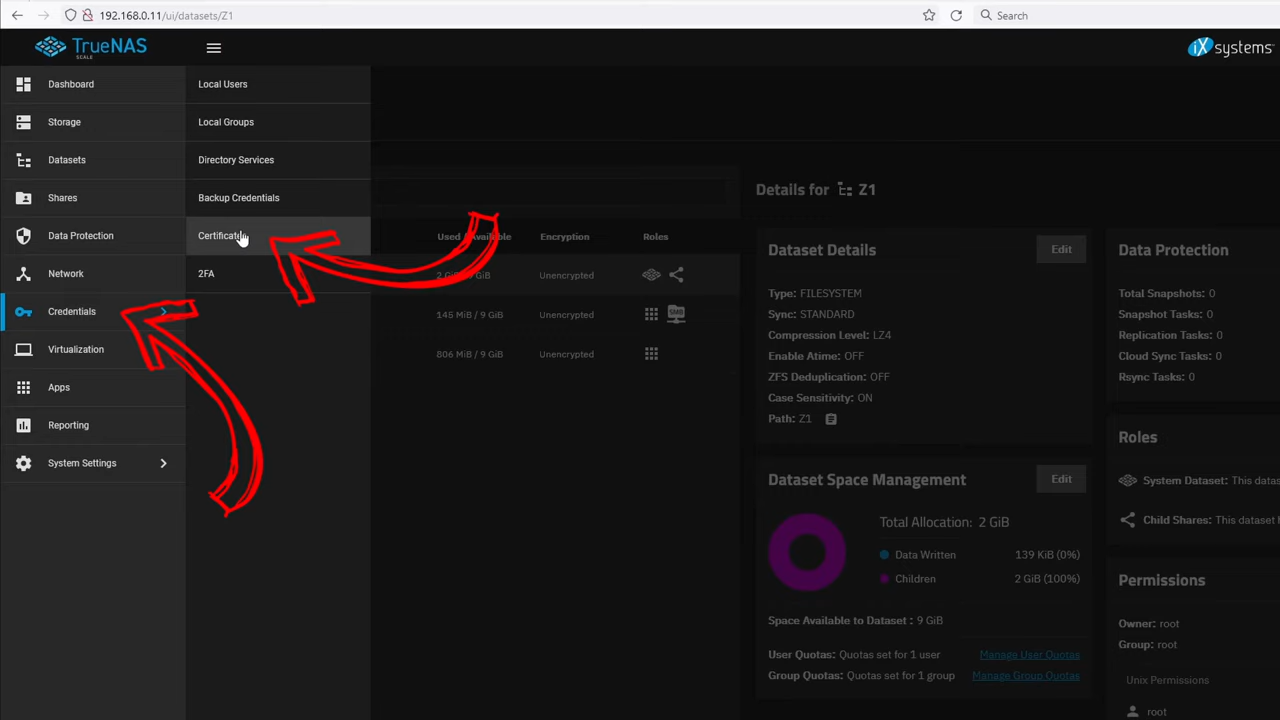 192.168.0.11/ui/datasets/Z1
Search
TrueNAS
SCALE
iXsystems
Dashboard
Storage
Datasets
Shares
Data Protection
Network
Credentials
Virtualization
Apps
Reporting
System Settings
Local Users
Local Groups
Directory Services
Backup Credentials
2FA
Encryption
Roles
Unencrypted
145 MiB / 9 GiB
Unencrypted
SMB
806 MiB / 9 GiB
Unencrypted
Details for Z1
Dataset Details
Edit
Type: FILESYSTEM
Sync: STANDARD
Compression Level: LZ4
Enable Atime: OFF
ZFS Deduplication: OFF
Case Sensitivity: ON
Path: Z1
Dataset Space Management
Edit
Total Allocation: 2 GiB
Data Written 139 KiB (0%)
Children 2 GiB (100%)
Space Available to Dataset : 9 GiB
User Quotas: Quotas set for 1 user Manage User Quotas
Group Quotas: Quotas set for 1 group Manage Group Quotas
Data Protection
Total Snapshots: 0
Snapshot Tasks: 0
Replication Tasks: 0
Cloud Sync Tasks: 0
Rsync Tasks: 0
Roles
System Dataset: This data
Child Shares: This dataset
Permissions
Owner: root
Group: root
Unix Permissions
root